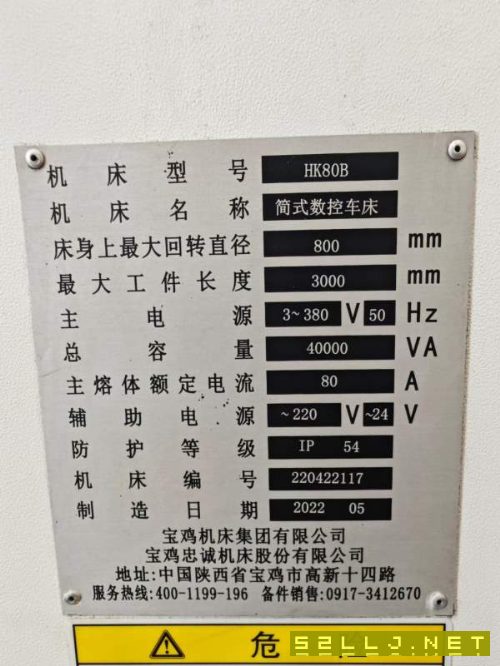 机床型号 HK80B
机床名称 简式数控车床
床身上最大回转直径 800 mm
最大工件长度 3000 mm
主电源 3~380 V 50 Hz
总容量 40000 VA
主熔体额定电流 80 A
辅助电源 ~220 V ~24 V
防护等级 IP 54
机床编号 220422117
制造日期 2022 05
宝鸡机床集团有限公司
宝鸡忠诚机床股份有限公司
地址:中国陕西省宝鸡市高新十四路
服务热线:400-1199-196 备件销售:0917-3412670
危
52LLJ.NET